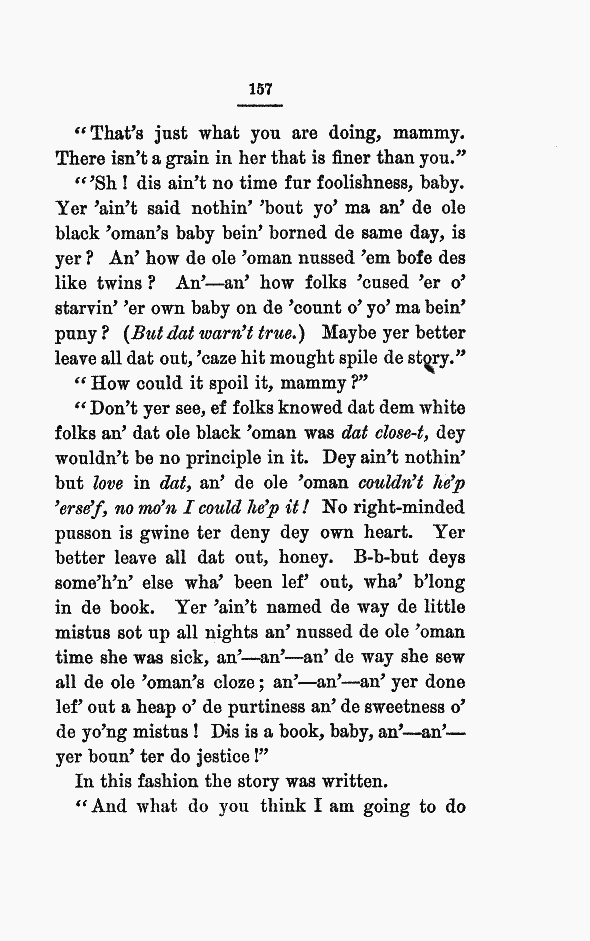 157
“That’s just what you are doing, mammy.
There isn’t a grain in her that is finer than you.”
“’Sh ! dis ain’t no time fur foolishness, baby.
Yer ’ain’t said nothin’ ’bout yo’ ma an’ de ole
black ’oman’s baby bein’ borned de same day, is
yer ? An’ how de ole ’oman nussed ’em bofe des
like twins ? An’—an’ how folks ’cused ’er o’
starvin’ ’er own baby on de ’count o’ yo’ ma bein’
puny ? (But dat warn’t true.) Maybe yer better
leave all dat out, ’caze hit mought spile de story.”
“How could it spoil it, mammy ?”
“Don’t yer see, ef folks knowed dat dem white
folks an’ dat ole black ’oman was dat close-t, dey
wouldn’t be no principle in it. Dey ain’t nothin’
but love in dat, an’ de ole ’oman couldn’t he’p
’erse’f, no mo’n I could he’p it ! No right-minded
pusson is gwine ter deny dey own heart. Yer
better leave all dat out, honey. B-b-but deys
some’h’n’ else wha’ been lef’ out, wha’ b’long
in de book. Yer ’ain’t named de way de little
mistus sot up all nights an’ nussed de ole ’oman
time she was sick, an’—an’—an’ de way she sew
all de ole ’oman’s cloze ; an’—an’—an’ yer done
lef’ out a heap o’ de purtiness an’ de sweetness o’
de yo’ng mistus ! Dis is a book, baby, an’—an’—
yer boun’ ter do jestice !”
In this fashion the story was written.
“And what do you think I am going to do